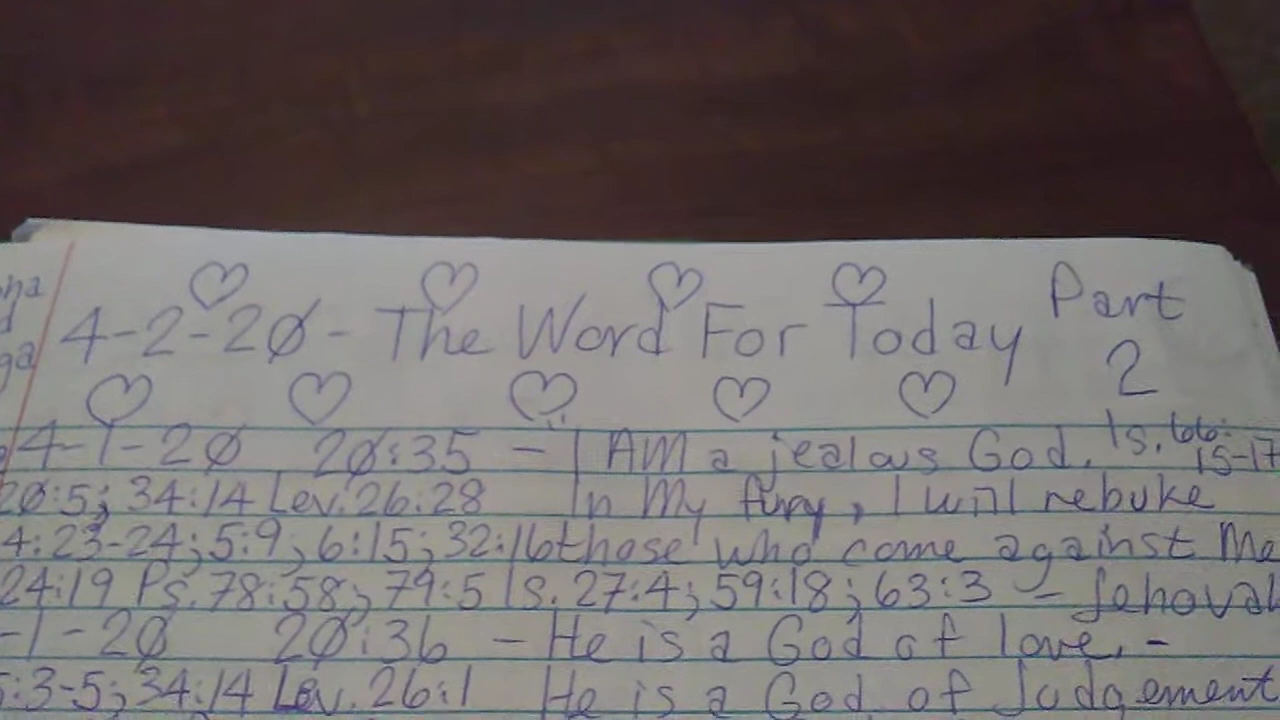 4-2-20 - The Word For Today Part 2
4-1-20 20:35 - I AM a jealous God. Is. 66:15-17
20:5; 34:14 Lev. 26:28 In My fury, I will rebuke
4:23-24; 5:9; 6:15; 32:16 those who come against Me
24:19 Ps. 78:58; 79:5 Is. 27:4; 59:18; 63:3 - Jehovah
-1-20 20:36 - He is a God of love, -
5:3-5; 34:14 Lev. 26:1 He is a God of Judgement